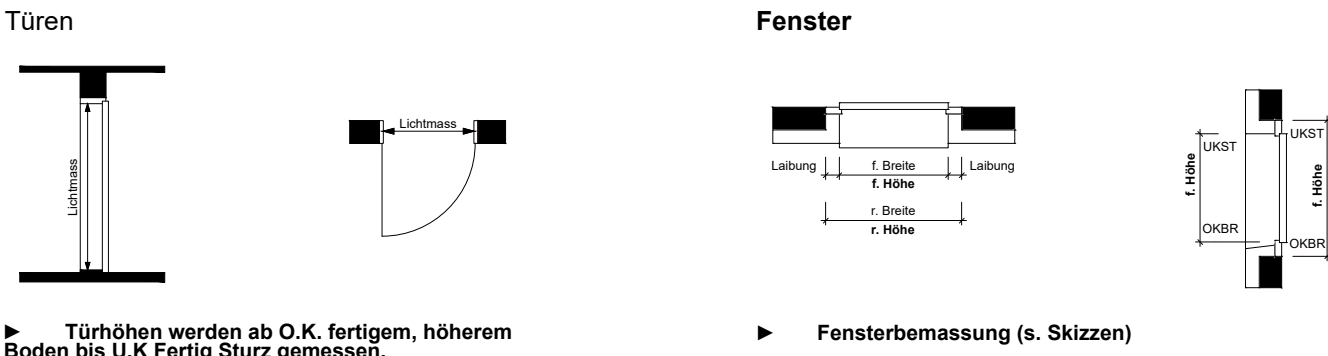 Türen
Lichtmass
Lichtmass
► Türhöhen werden ab O.K. fertigem, höherem
Boden bis U.K Fertig Sturz gemessen.
Fenster
Laibung
f. Breite
Laibung
f. Höhe
r. Breite
r. Höhe
UKST
UKST
f. Höhe
f. Höhe
OKBR
OKBR
► Fensterbemassung (s. Skizzen)